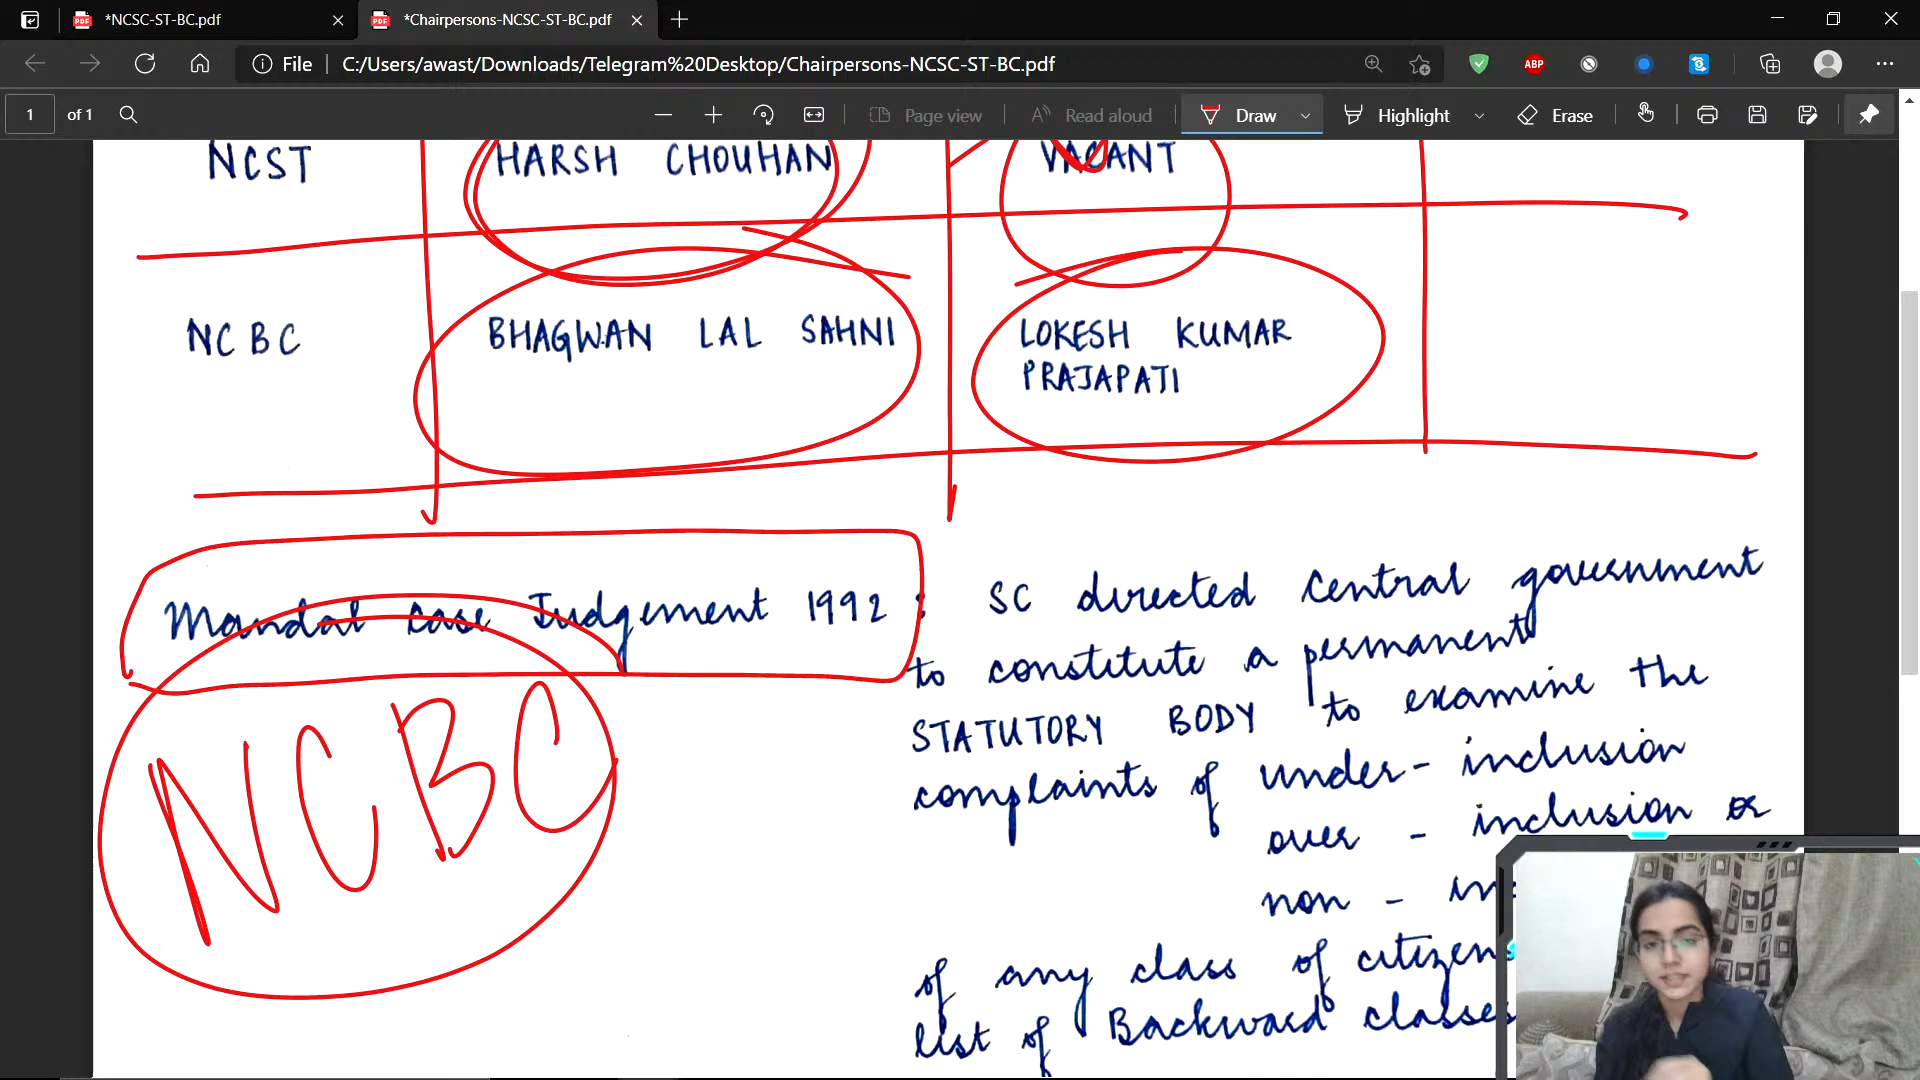 *NCSC-ST-BC.pdf
*Chairpersons-NCSC-ST-BC.pdf
File
C:/Users/awast/Downloads/Telegram%20Desktop/Chairpersons-NCSC-ST-BC.pdf
ABP
1 of 1
Page view
Read aloud
Draw
Highlight
Erase
NCST HARSH CHOUHAN VACANT
NCBC BHAGWAN LAL SAHNI LOKESH KUMAR
PRAJAPATI
Mandal Case Judgement 1992 : SC directed central government
to constitute a permanent
STATUTORY BODY to examine the
complaints of under - inclusion
over - inclusion or
non -
of any class of citizens
list of Backward classes
NCBC